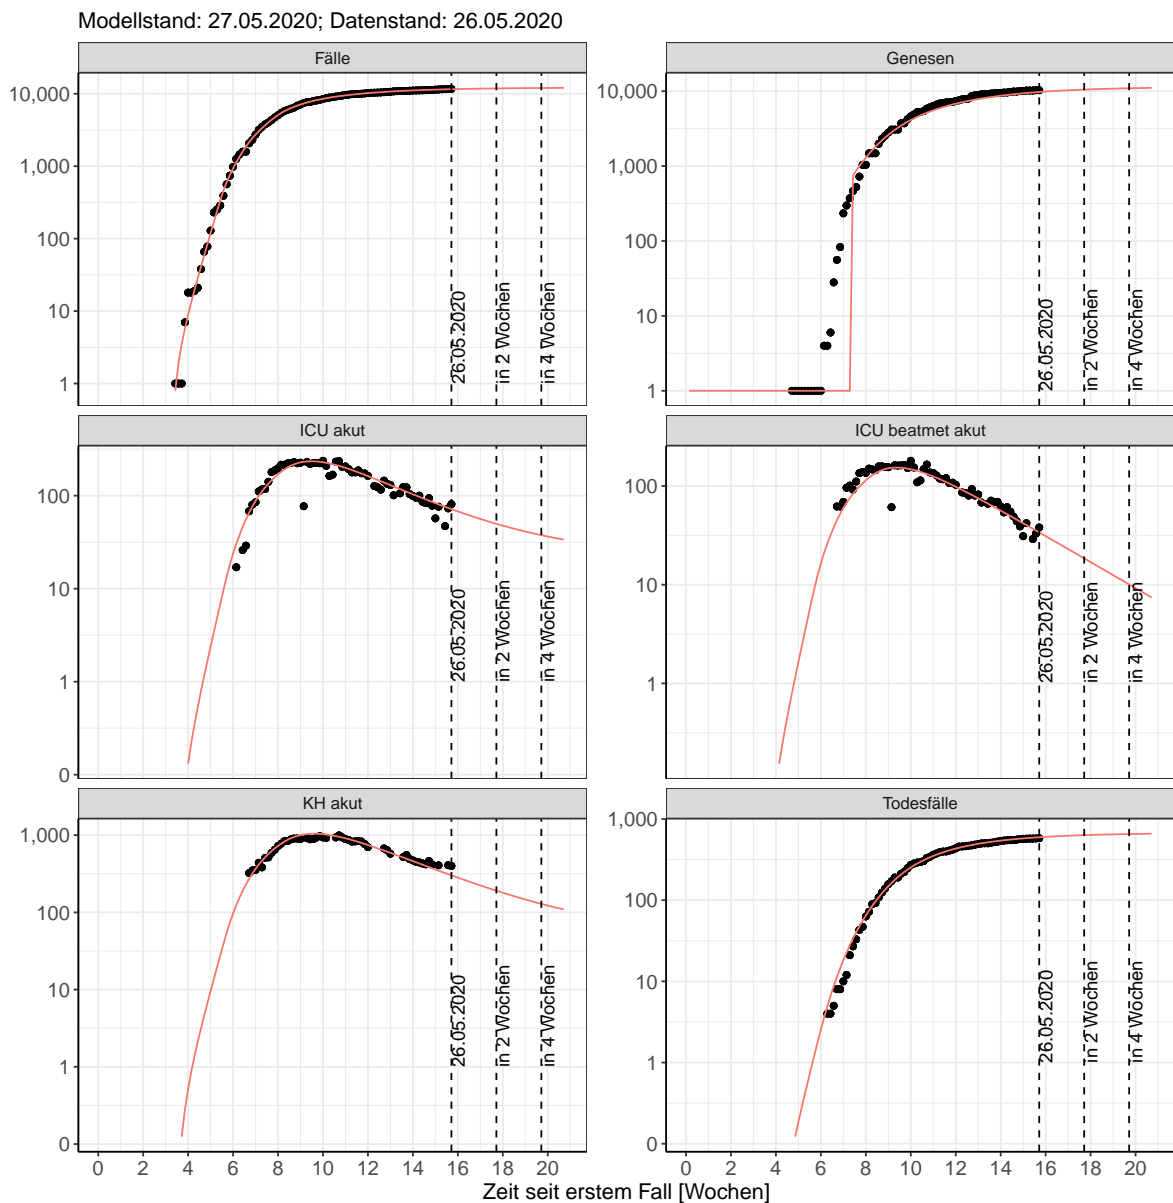 Modellstand: 27.05.2020; Datenstand: 26.05.2020
Fälle
10,000
1,000
100
10
1
26.05.2020
in 2 Wochen
in 4 Wochen
Genesen
10,000
1,000
100
10
1
26.05.2020
in 2 Wochen
in 4 Wochen
ICU akut
100
10
1
0
26.05.2020
in 2 Wochen
in 4 Wochen
ICU beatmet akut
100
10
1
26.05.2020
in 2 Wochen
in 4 Wochen
KH akut
1,000
100
10
1
0
26.05.2020
in 2 Wochen
in 4 Wochen
0 2 4 6 8 10 12 14 16 18 20
Todesfälle
1,000
100
10
1
0
26.05.2020
in 2 Wochen
in 4 Wochen
0 2 4 6 8 10 12 14 16 18 20
Zeit seit erstem Fall [Wochen]